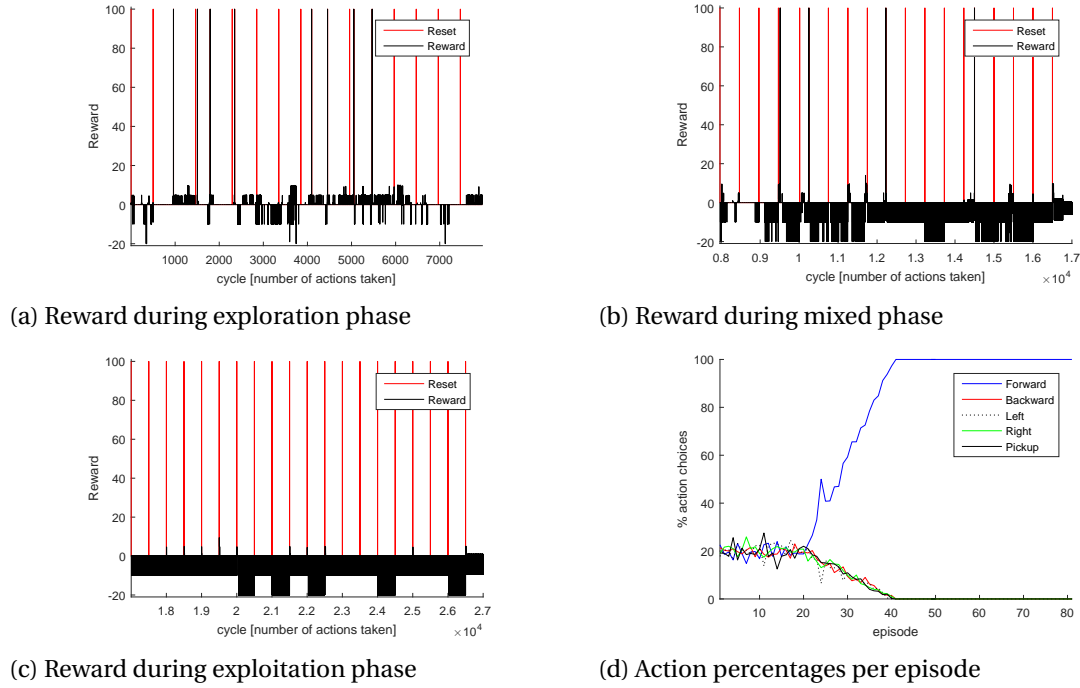 100
80
60
40
20
0
-20
Reward
1000 2000 3000 4000 5000 6000 7000
cycle [number of actions taken]
Reset
Reward
(a) Reward during exploration phase
100
80
60
40
20
0
-20
Reward
0.8 0.9 1 1.1 1.2 1.3 1.4 1.5 1.6 1.7
×10⁴
cycle [number of actions taken]
Reset
Reward
(b) Reward during mixed phase
100
80
60
40
20
0
-20
Reward
1.8 1.9 2 2.1 2.2 2.3 2.4 2.5 2.6 2.7
×10⁴
cycle [number of actions taken]
Reset
Reward
(c) Reward during exploitation phase
100
80
60
40
20
0
% action choices
10 20 30 40 50 60 70 80
episode
Forward
Backward
Left
Right
Pickup
(d) Action percentages per episode